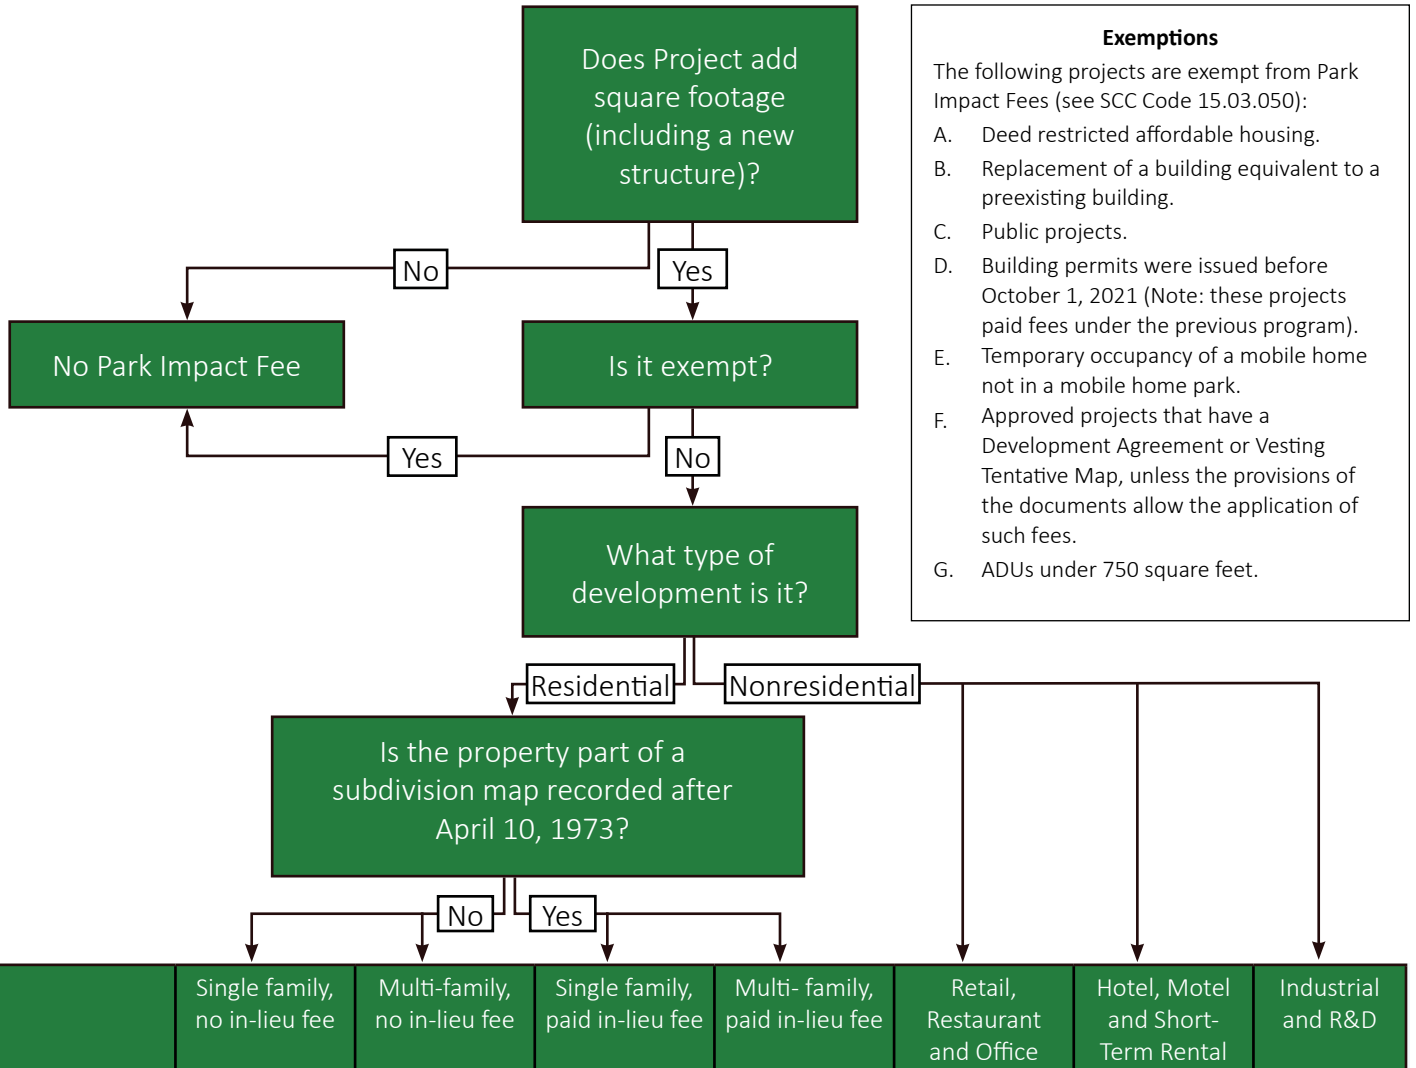 Does Project add
square footage
(including a new
structure)?
No
Yes
No Park Impact Fee
Is it exempt?
Yes
No
What type of
development is it?
Residential
Nonresidential
Is the property part of a
subdivision map recorded after
April 10, 1973?
No
Yes
Single family,
no in-lieu fee
Multi-family,
no in-lieu fee
Single family,
paid in-lieu fee
Multi- family,
paid in-lieu fee
Retail,
Restaurant
and Office
Hotel, Motel
and Short-
Term Rental
Industrial
and R&D
Exemptions
The following projects are exempt from Park
Impact Fees (see SCC Code 15.03.050):
A. Deed restricted affordable housing.
B. Replacement of a building equivalent to a
preexisting building.
C. Public projects.
D. Building permits were issued before
October 1, 2021 (Note: these projects
paid fees under the previous program).
E. Temporary occupancy of a mobile home
not in a mobile home park.
F. Approved projects that have a
Development Agreement or Vesting
Tentative Map, unless the provisions of
the documents allow the application of
such fees.
G. ADUs under 750 square feet.